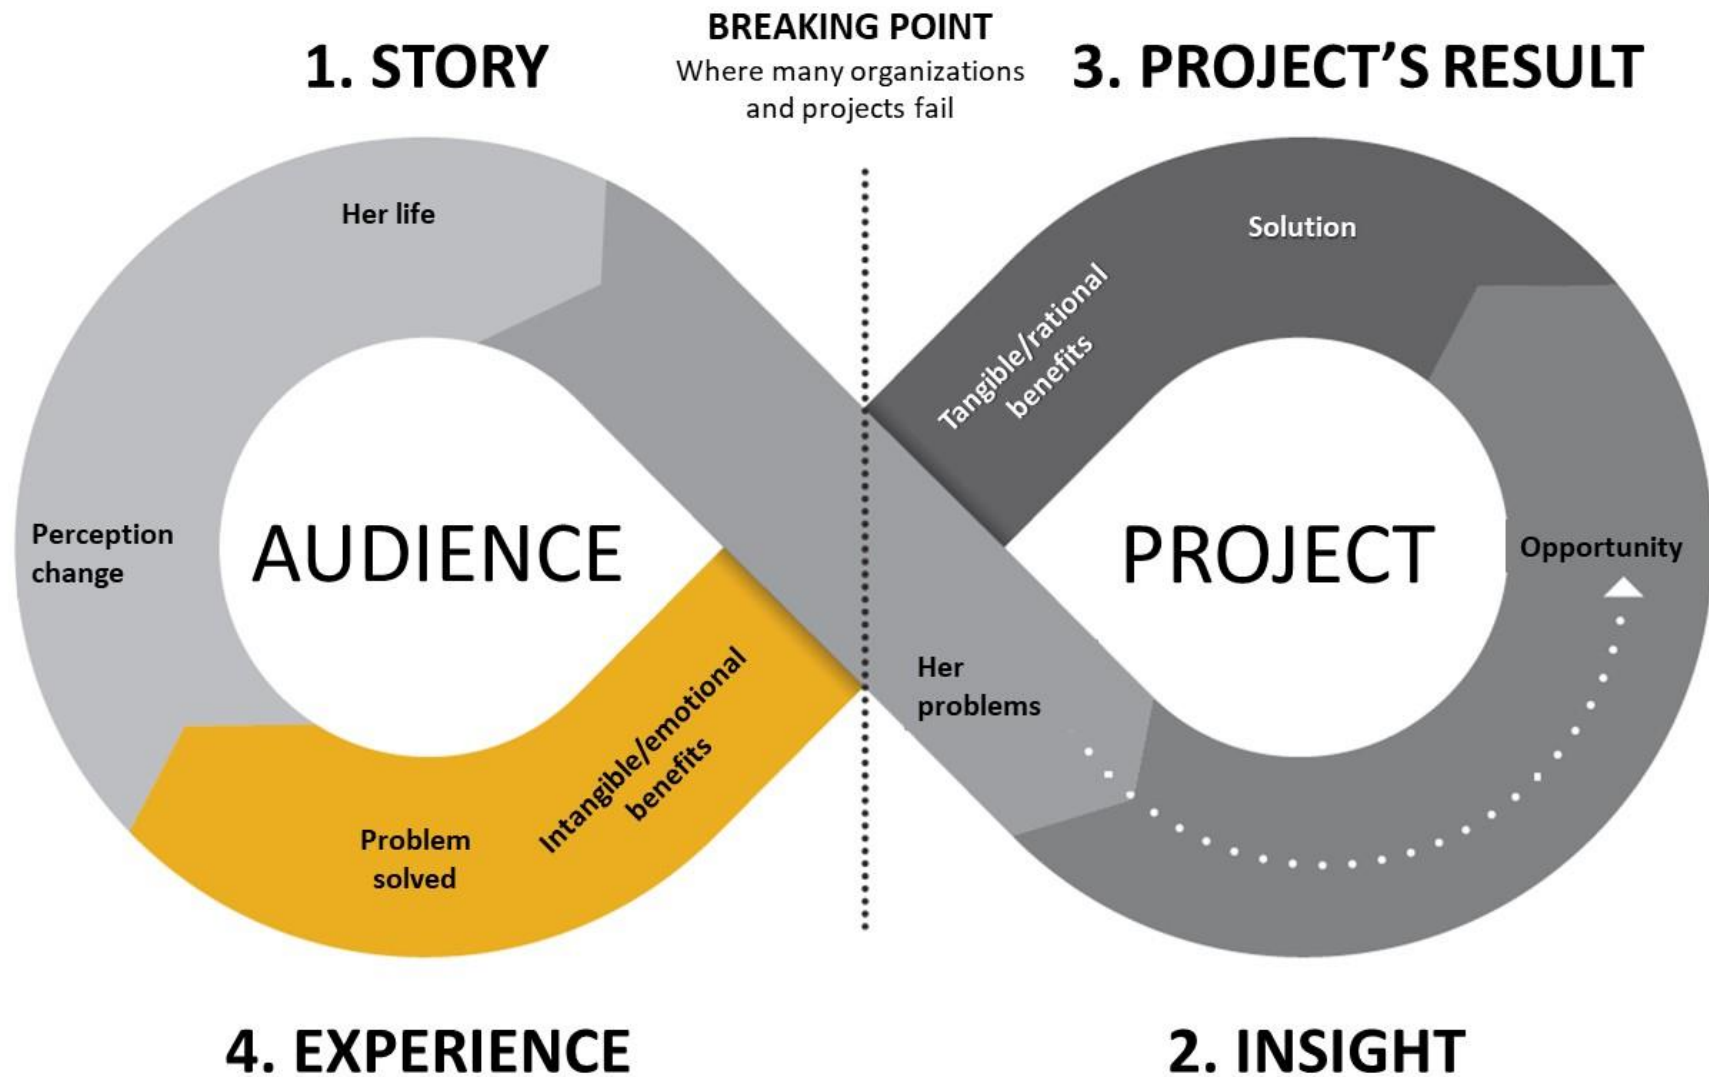 1. STORY
BREAKING POINT
Where many organizations
and projects fail
3. PROJECT'S RESULT
Her life
Solution
Tangible/rational
benefits
Perception
change
AUDIENCE
PROJECT
Opportunity
Her
problems
Intangible/emotional
benefits
Problem
solved
4. EXPERIENCE
2. INSIGHT